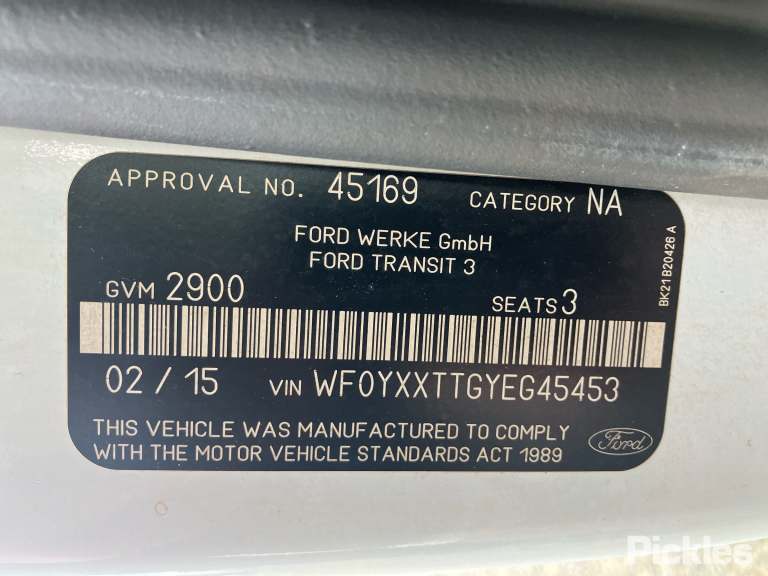 APPROVAL NO. 45169 CATEGORY NA
FORD WERKE GmbH
FORD TRANSIT 3
GVM 2900 SEATS 3
02 / 15 VIN WF0YXXTTGYEG45453
THIS VEHICLE WAS MANUFACTURED TO COMPLY
WITH THE MOTOR VEHICLE STANDARDS ACT 1989
Ford
BK21 B20426 A
Pickles